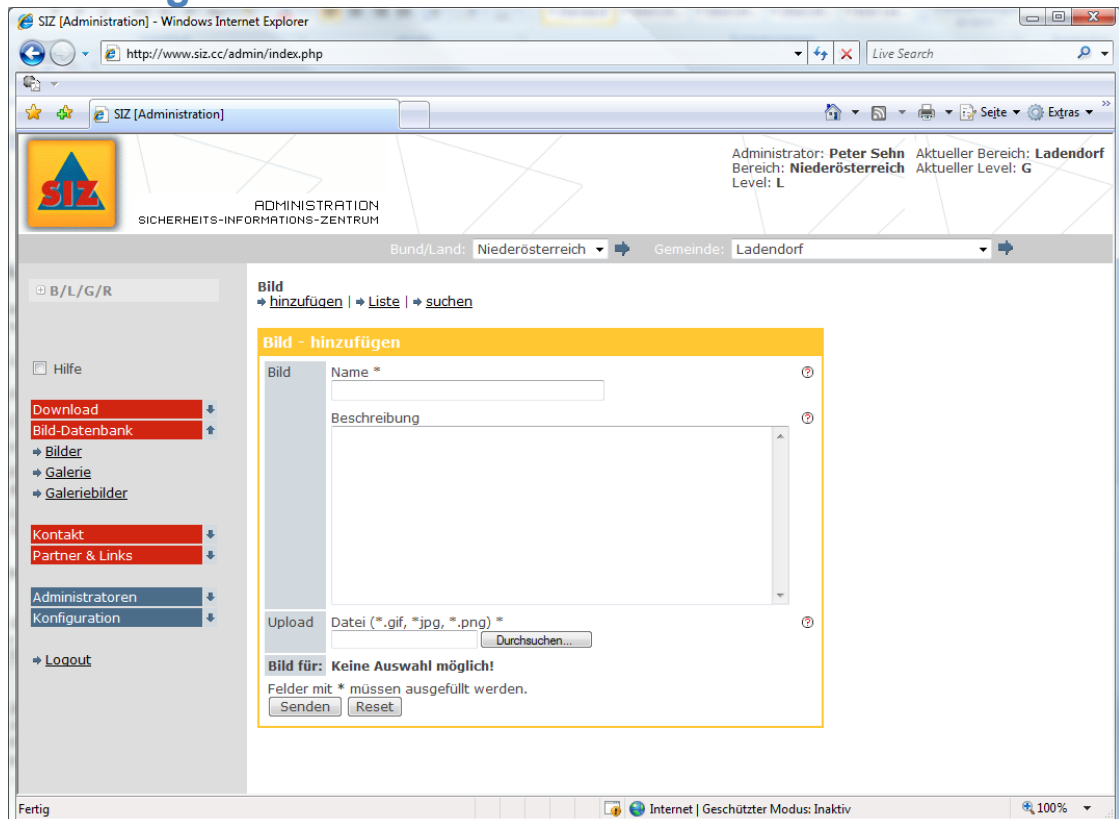 SIZ [Administration] - Windows Internet Explorer
http://www.siz.cc/admin/index.php
Live Search
SIZ [Administration]
Seite
Extras
»
SIZ
ADMINISTRATION
SICHERHEITS-INFORMATIONS-ZENTRUM
Administrator: Peter Sehn Aktueller Bereich: Ladendorf
Bereich: Niederösterreich Aktueller Level: G
Level: L
Bund/Land: Niederösterreich Gemeinde: Ladendorf
B/L/G/R
Hilfe
Download
Bild-Datenbank
Bilder
Galerie
Galeriebilder
Kontakt
Partner & Links
Administratoren
Konfiguration
Logout
Bild
hinzufügen | Liste | suchen
Bild - hinzufügen
Bild Name *
Beschreibung
Upload Datei (*.gif, *jpg, *.png) *
Durchsuchen...
Bild für: Keine Auswahl möglich!
Felder mit * müssen ausgefüllt werden.
Senden Reset
Fertig
Internet | Geschützter Modus: Inaktiv
100%